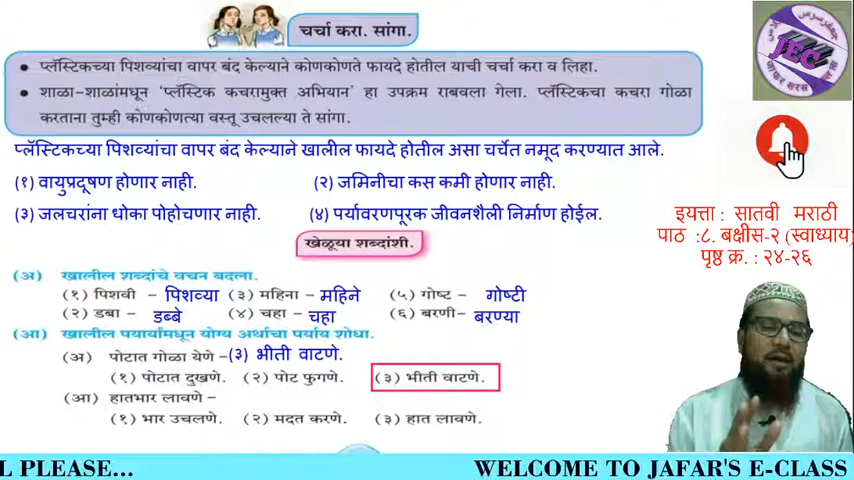 चर्चा करा. सांगा.
● प्लॅस्टिकच्या पिशव्यांचा वापर बंद केल्याने कोणकोणते फायदे होतील याची चर्चा करा व लिहा.
● शाळा-शाळांमधून 'प्लॅस्टिक कचरामुक्त अभियान' हा उपक्रम राबवला गेला. प्लॅस्टिकचा कचरा गोळा
करताना तुम्ही कोणकोणत्या वस्तू उचलल्या ते सांगा.
प्लॅस्टिकच्या पिशव्यांचा वापर बंद केल्याने खालील फायदे होतील असा चर्चेत नमूद करण्यात आले.
(१) वायुप्रदूषण होणार नाही. (२) जमिनीचा कस कमी होणार नाही.
(३) जलचरांना धोका पोहोचणार नाही. (४) पर्यावरणपूरक जीवनशैली निर्माण होईल.
खेळूया शब्दांशी.
(अ) खालील शब्दांचे वचन बदला.
(१) पिशवी - पिशव्या (३) महिना - महिने (५) गोष्ट - गोष्टी
(२) डबा - डब्बे (४) चहा - चहा (६) बरणी- बरण्या
(आ) खालील पर्यायांमधून योग्य अर्थाचा पर्याय शोधा.
(अ) पोटात गोळा येणे -(३) भीती वाटणे.
(१) पोटात दुखणे. (२) पोट फुगणे. (३) भीती वाटणे.
(आ) हातभार लावणे -
(१) भार उचलणे. (२) मदत करणे. (३) हात लावणे.
JEC
इयत्ता : सातवी मराठी
पाठ :८. बक्षीस-२ (स्वाध्याय)
पृष्ठ क्र. : २४-२६
L PLEASE... WELCOME TO JAFAR'S E-CLASS